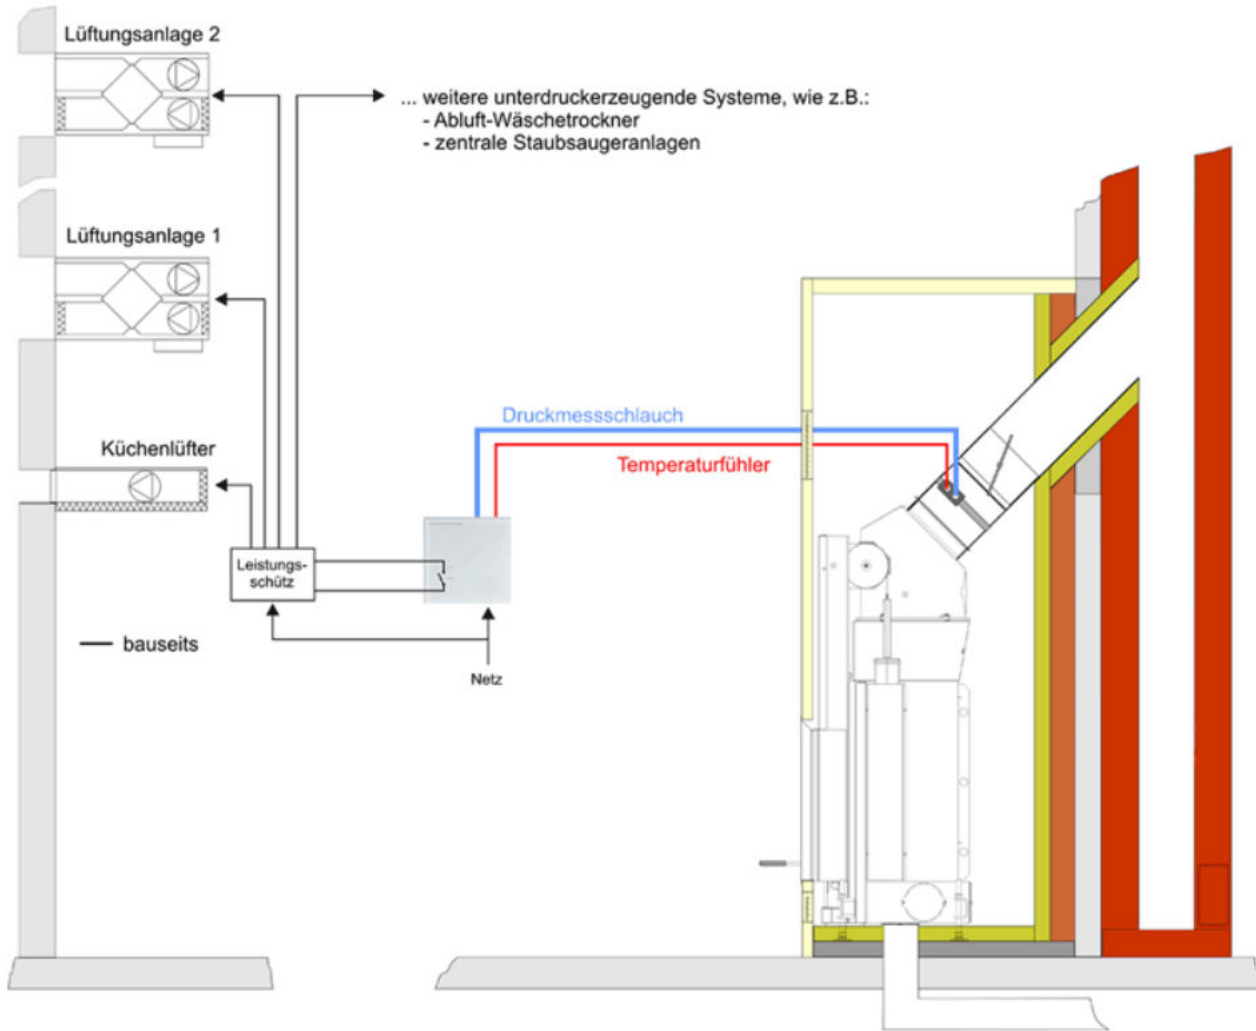 Lüftungsanlage 2
... weitere unterdruckerzeugende Systeme, wie z.B.:
- Abluft-Wäschetrockner
- zentrale Staubsaugeranlagen
Lüftungsanlage 1
Druckmessschlauch
Küchenlüfter
Temperaturfühler
Leistungs-
schütz
bauseits
Netz